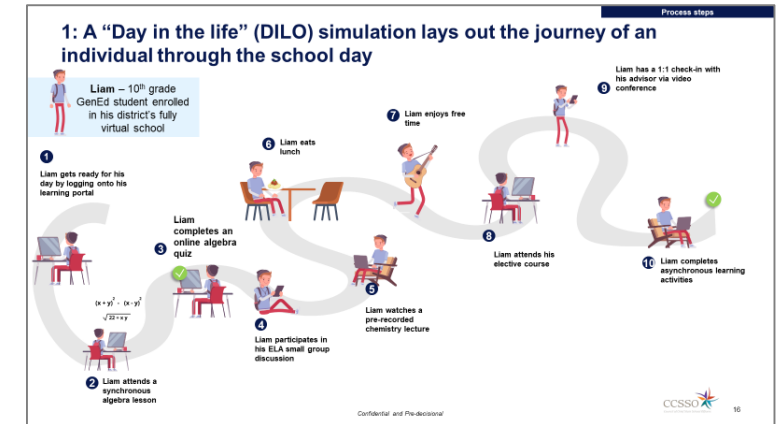 Process steps
1: A “Day in the life” (DILO) simulation lays out the journey of an
individual through the school day
Liam – 10th grade
GenEd student enrolled
in his district’s fully
virtual school
1
Liam gets ready for his
day by logging onto his
learning portal
(x + y)2 - (x - y)2
√22 + x y
2
Liam attends a
synchronous
algebra lesson
3
Liam
completes an
online algebra
quiz
4
Liam participates in
his ELA small group
discussion
5
Liam watches a
pre-recorded
chemistry lecture
6
Liam eats
lunch
7
Liam enjoys free
time
8
Liam attends his
elective course
9
Liam has a 1:1 check-in with
his advisor via video
conference
10
Liam completes
asynchronous learning
activities
Confidential and Pre-decisional
CCSSO
16